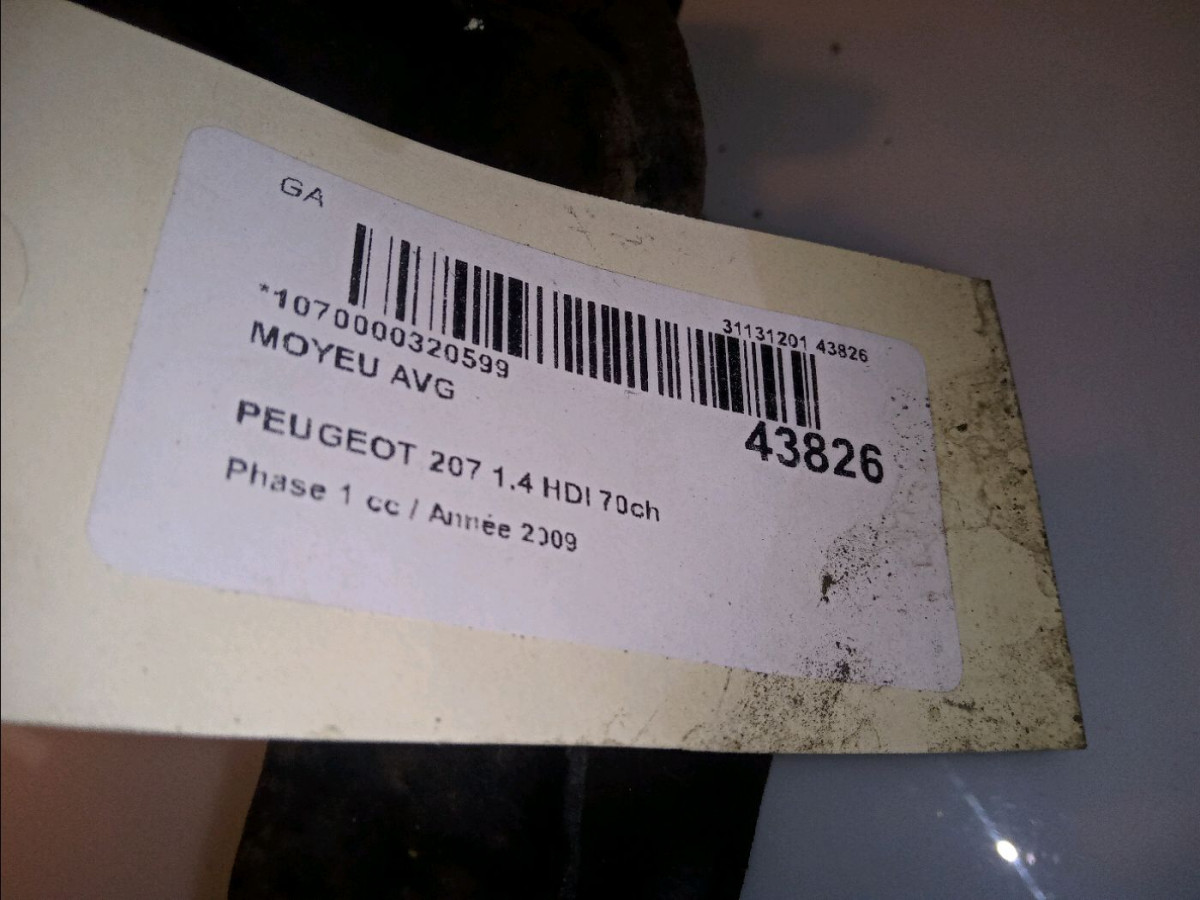 GA
31131201 43826
*1070000320599
MOYEU AVG
43826
PEUGEOT 207 1.4 HDI 70ch
Phase 1 cc / Année 2009